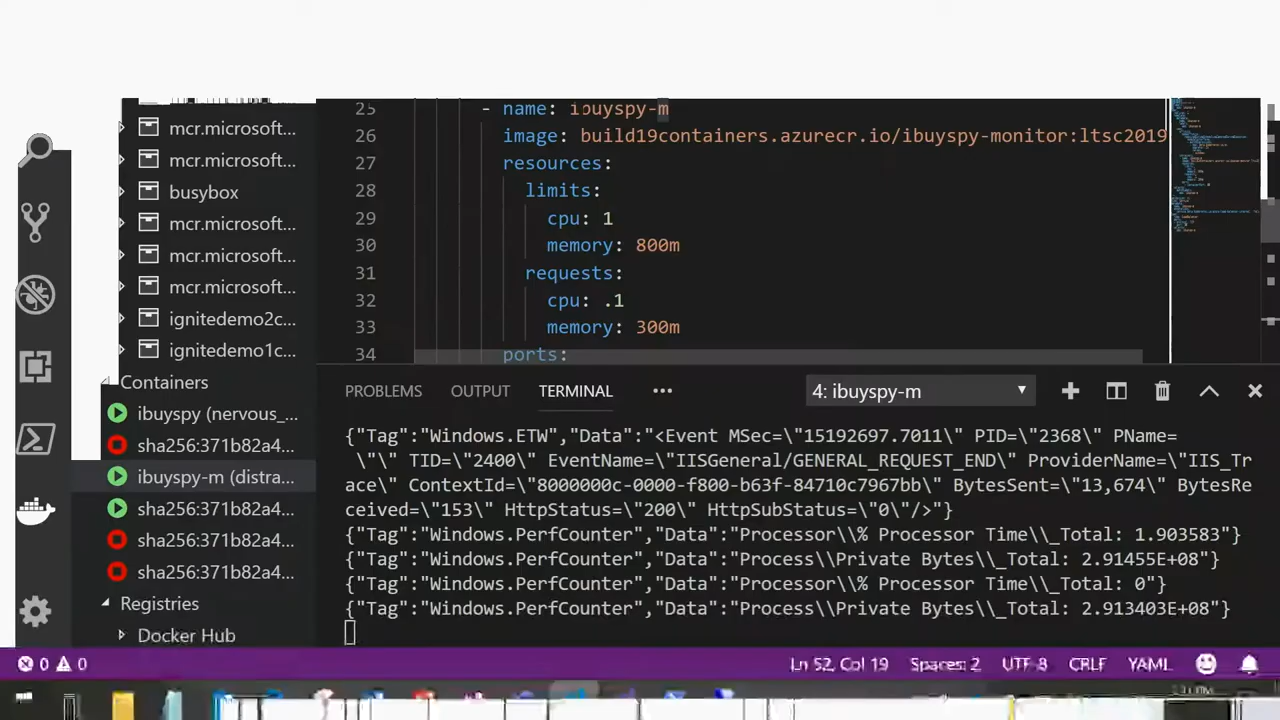 mcr.microsoft...
mcr.microsoft...
busybox
mcr.microsoft...
mcr.microsoft...
mcr.microsoft...
ignitedemo2c...
ignitedemo1c...
Containers
ibuyspy (nervous_...
sha256:371b82a4...
ibuyspy-m (distra...
sha256:371b82a4...
sha256:371b82a4...
sha256:371b82a4...
Registries
Docker Hub
25 - name: ibuyspy-m
26 image: build19containers.azurecr.io/ibuyspy-monitor:ltsc2019
27 resources:
28 limits:
29 cpu: 1
30 memory: 800m
31 requests:
32 cpu: .1
33 memory: 300m
34 ports:
PROBLEMS OUTPUT TERMINAL ••• 4: ibuyspy-m
{"Tag":"Windows.ETW","Data":"<Event MSec=\"15192697.7011\" PID=\"2368\" PName=
\"\" TID=\"2400\" EventName=\"IISGeneral/GENERAL_REQUEST_END\" ProviderName=\"IIS_Tr
ace\" ContextId=\"8000000c-0000-f800-b63f-84710c7967bb\" BytesSent=\"13,674\" BytesRe
ceived=\"153\" HttpStatus=\"200\" HttpSubStatus=\"0\"/>"}
{"Tag":"Windows.PerfCounter","Data":"Processor\\% Processor Time\\_Total: 1.903583"}
{"Tag":"Windows.PerfCounter","Data":"Process\\Private Bytes\\_Total: 2.91455E+08"}
{"Tag":"Windows.PerfCounter","Data":"Processor\\% Processor Time\\_Total: 0"}
{"Tag":"Windows.PerfCounter","Data":"Process\\Private Bytes\\_Total: 2.913403E+08"}
0 0 Ln 52, Col 19 Spaces: 2 UTF-8 CRLF YAML